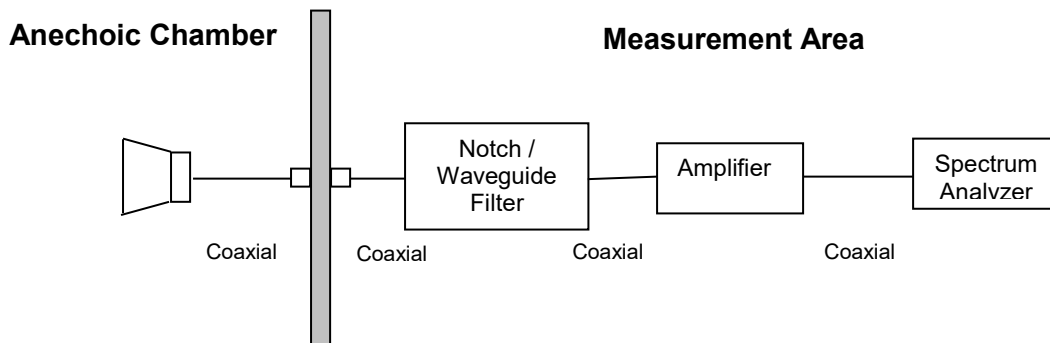 Anechoic Chamber
Measurement Area
Notch /
Waveguide
Filter
Amplifier
Spectrum
Analyzer
Coaxial
Coaxial
Coaxial
Coaxial